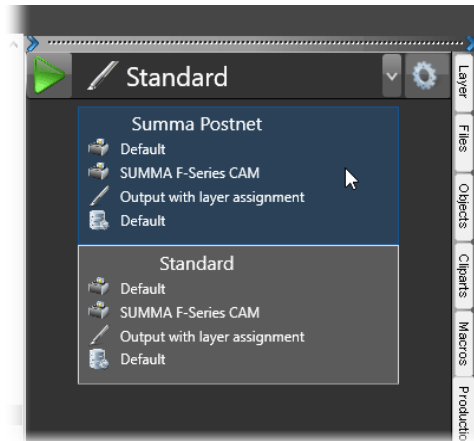 Standard
Summa Postnet
Default
SUMMA F-Series CAM
Output with layer assignment
Default
Standard
Default
SUMMA F-Series CAM
Output with layer assignment
Default
Layer
Files
Objects
Cliparts
Macros
Productio